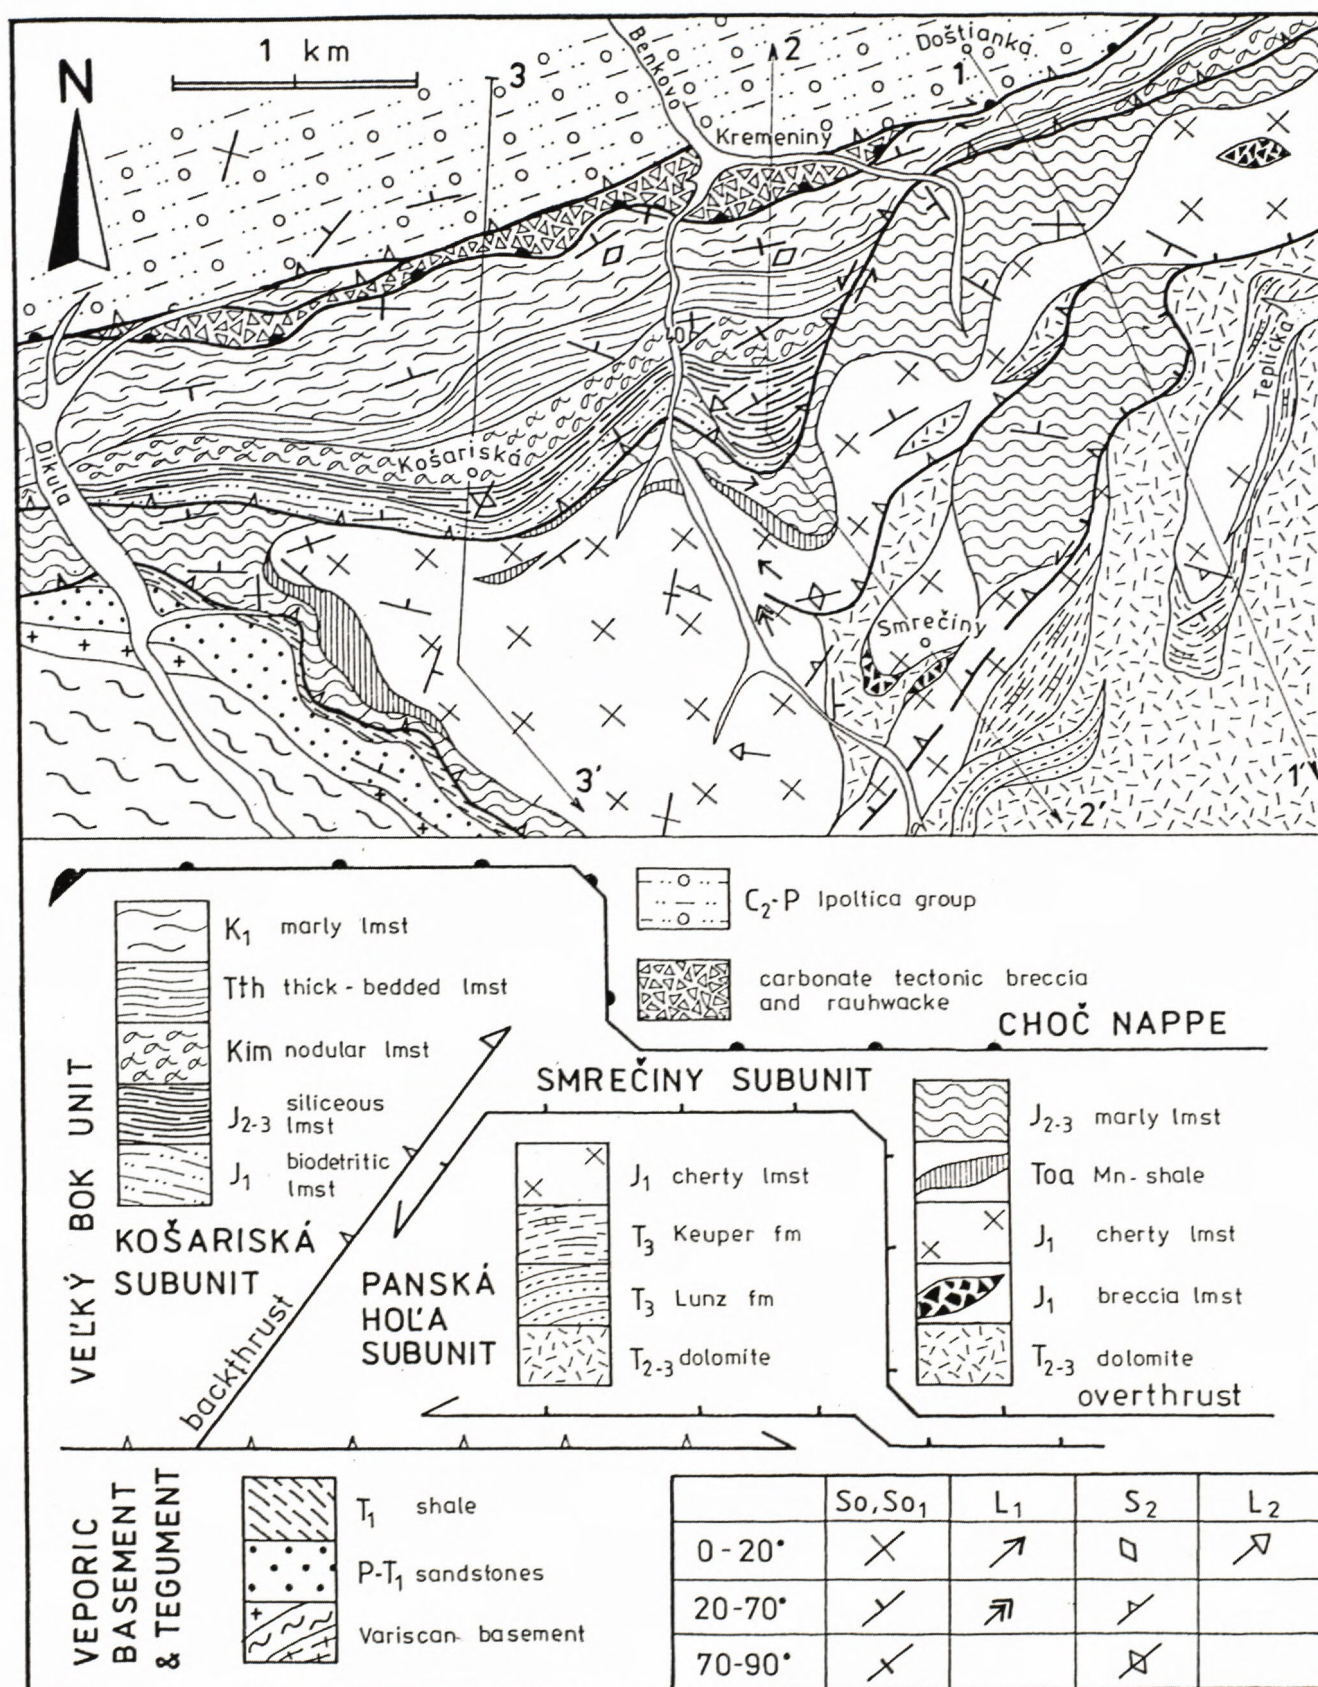 1 km
N
3
Benkovo
2
Doštianka
1
Kremeniny
Teplička
Košariská
Dikula
10
Smrečiny
3'
2'
1'
K₁ marly lmst
Tth thick-bedded lmst
Kim nodular lmst
J₂₋₃ siliceous
lmst
J₁ biodetritic
lmst
VEĽKÝ BOK UNIT
KOŠARISKÁ
SUBUNIT
backthrust
C₂-P Ipoltica group
carbonate tectonic breccia
and rauhwacke
CHOČ NAPPE
SMREČINY SUBUNIT
PANSKÁ
HOĽA
SUBUNIT
J₁ cherty lmst
T₃ Keuper fm
T₃ Lunz fm
T₂₋₃ dolomite
J₂₋₃ marly lmst
Toa Mn-shale
J₁ cherty lmst
J₁ breccia lmst
T₂₋₃ dolomite
overthrust
VEPORIC
BASEMENT
& TEGUMENT
T₁ shale
P-T₁ sandstones
Variscan basement
So, So₁ L₁ S₂ L₂
0-20°
20-70°
70-90°